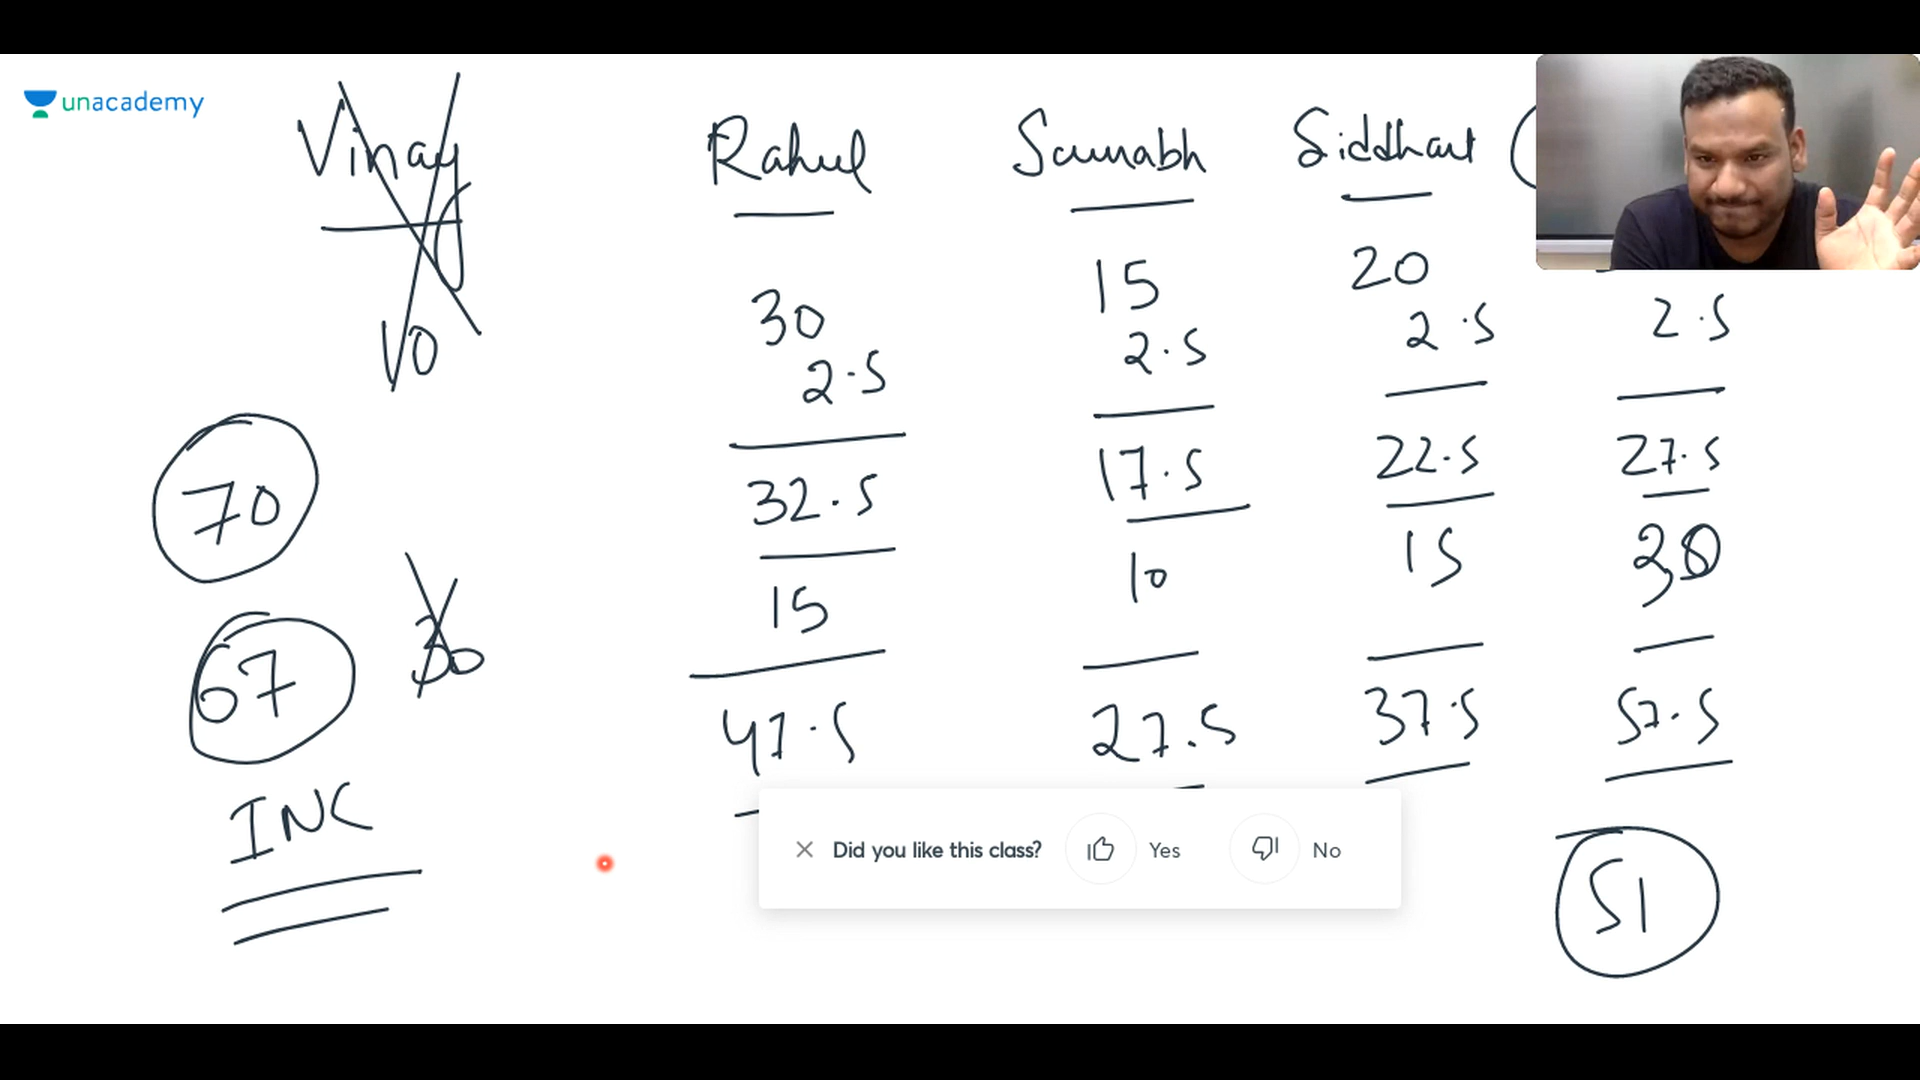 unacademy
Vinay Rahul Saurabh Siddhant
10 30 15 20
2.5 2.5 2.5 2.5
70 32.5 17.5 22.5 27.5
30 15 10 15 30
67 47.5 27.5 37.5 57.5
INC
Did you like this class? Yes No
51